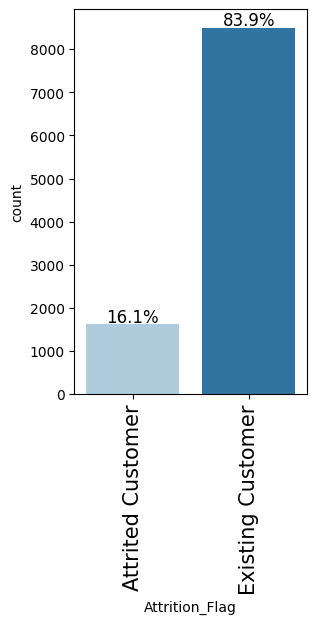 83.9%
16.1%
count
8000
7000
6000
5000
4000
3000
2000
1000
0
Attrited Customer
Existing Customer
Attrition_Flag